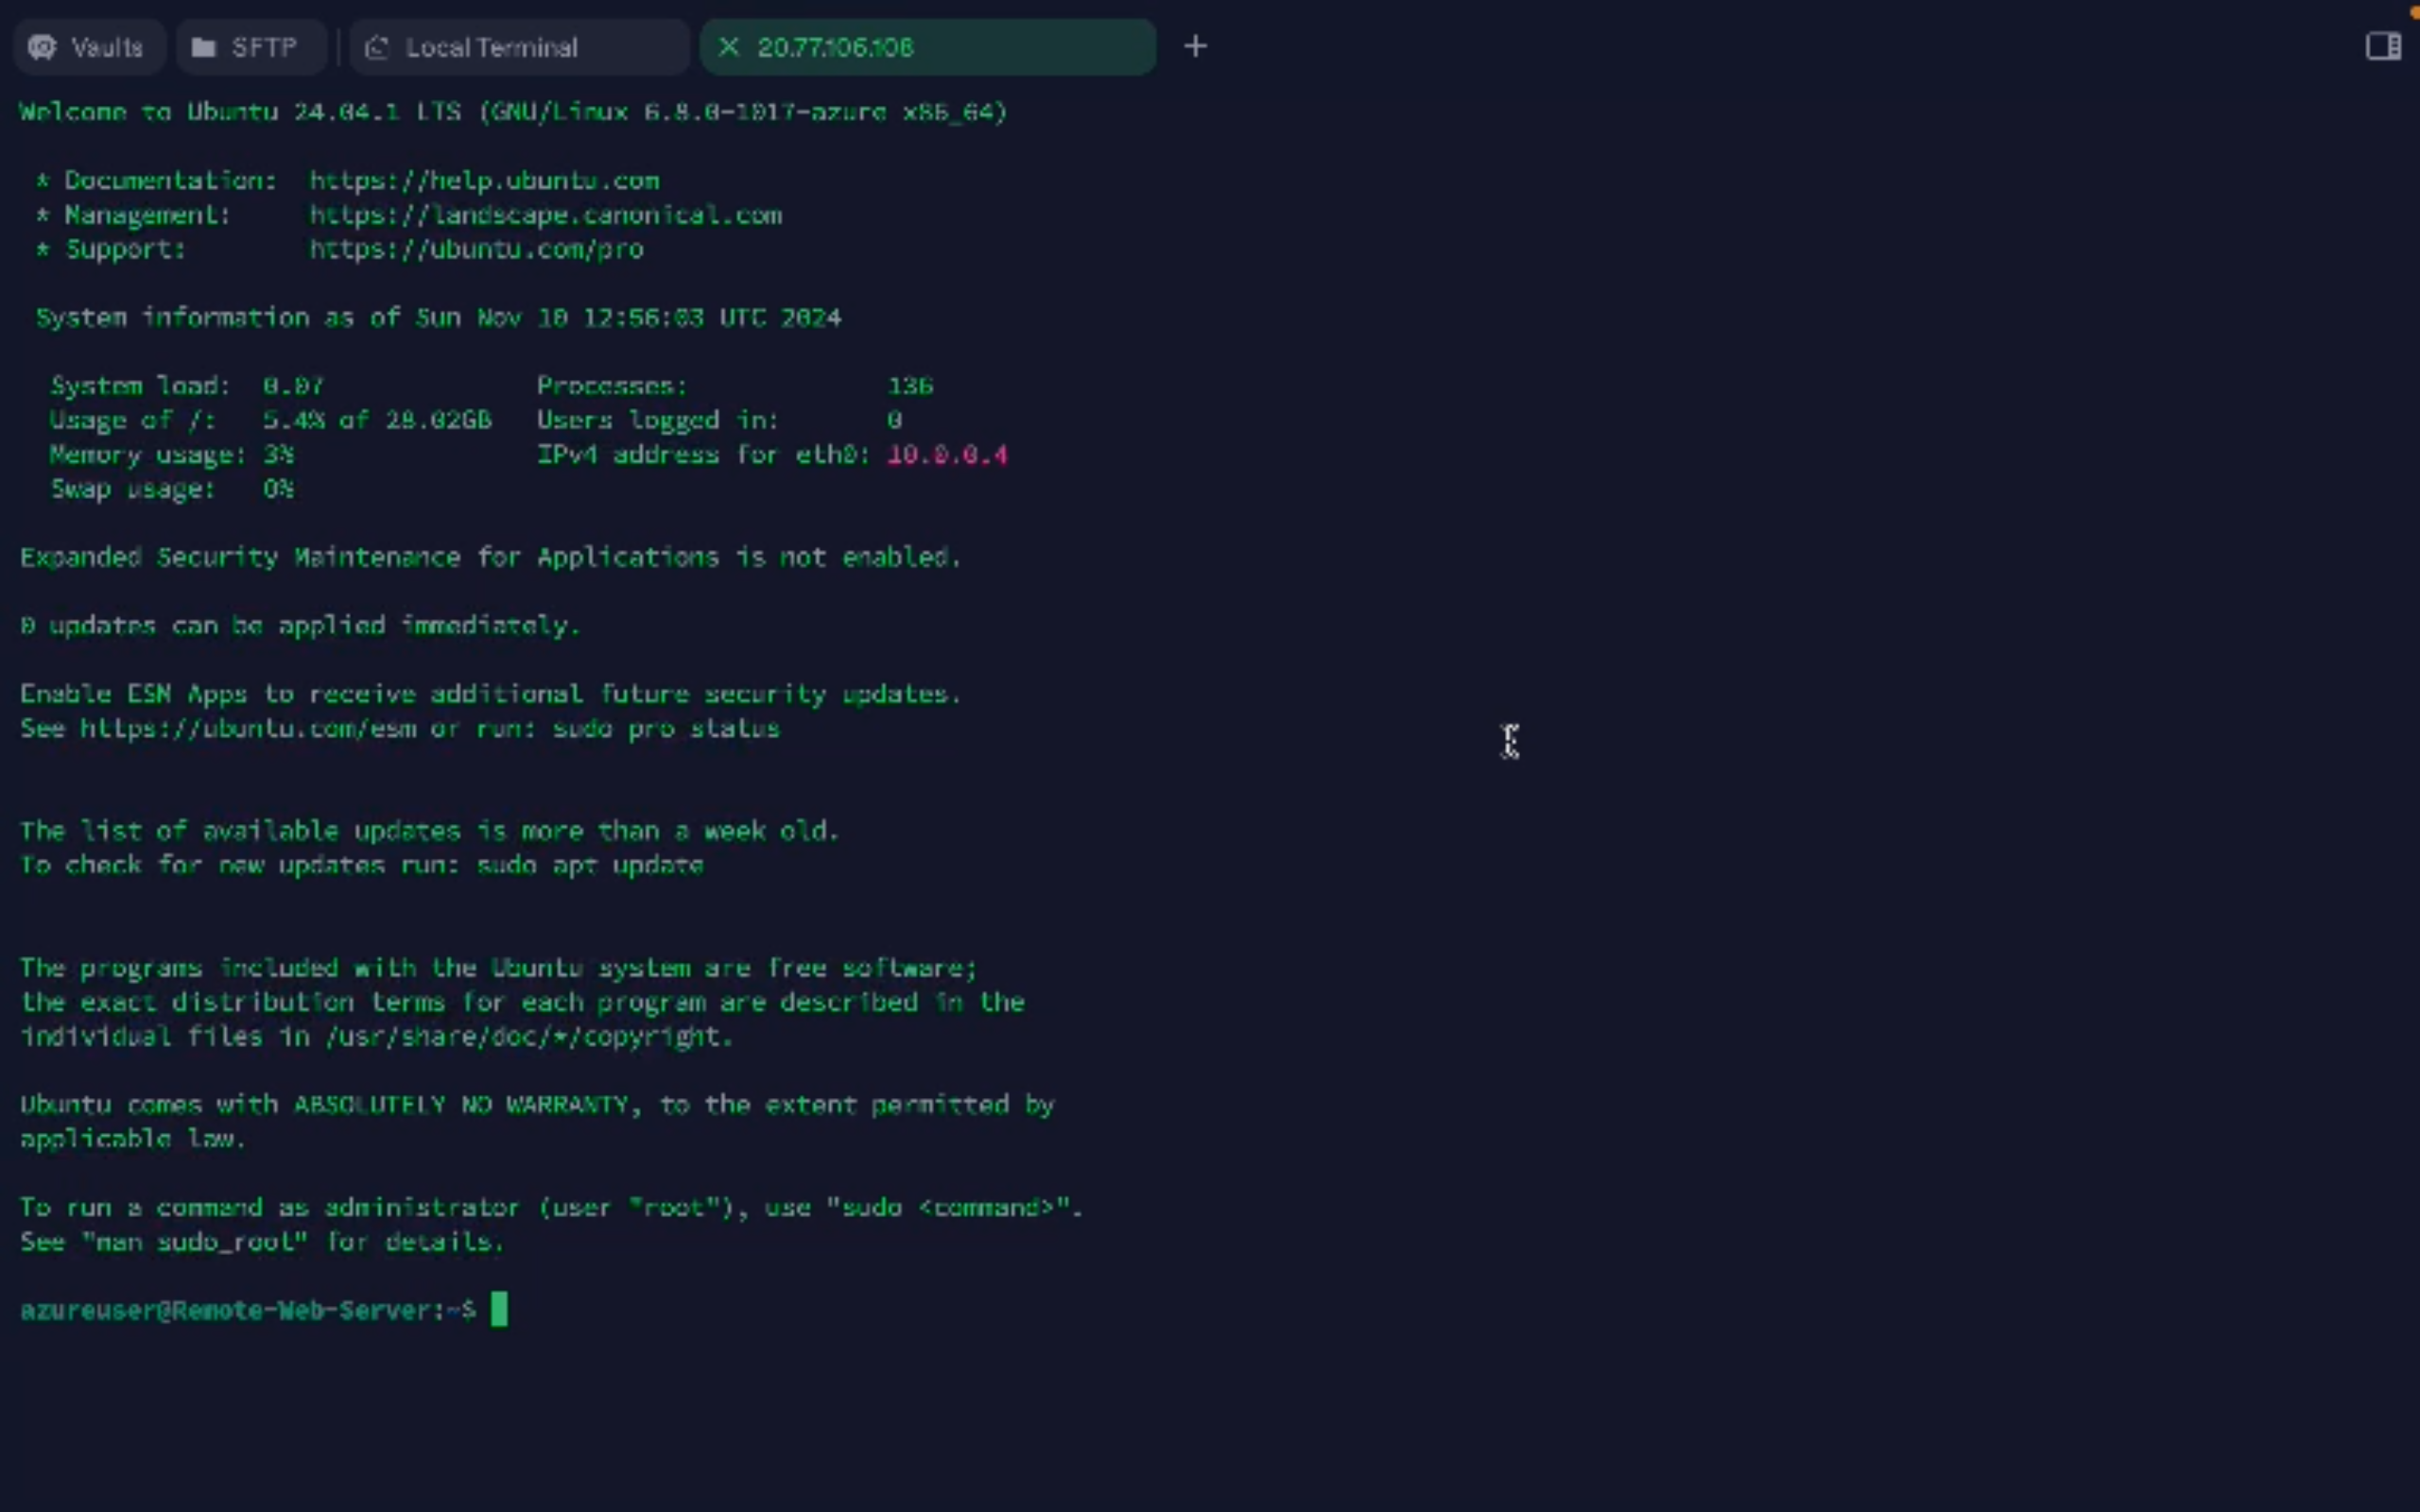 Vaults SFTP Local Terminal 20.77.106.108
Welcome to Ubuntu 24.04.1 LTS (GNU/Linux 6.8.0-1017-azure x86_64)
* Documentation: https://help.ubuntu.com
* Management: https://landscape.canonical.com
* Support: https://ubuntu.com/pro
System information as of Sun Nov 10 12:56:03 UTC 2024
System load: 0.07 Processes: 136
Usage of /: 5.4% of 28.02GB Users logged in: 0
Memory usage: 3% IPv4 address for eth0: 10.0.0.4
Swap usage: 0%
Expanded Security Maintenance for Applications is not enabled.
0 updates can be applied immediately.
Enable ESM Apps to receive additional future security updates.
See https://ubuntu.com/esm or run: sudo pro status
The list of available updates is more than a week old.
To check for new updates run: sudo apt update
The programs included with the Ubuntu system are free software;
the exact distribution terms for each program are described in the
individual files in /usr/share/doc/*/copyright.
Ubuntu comes with ABSOLUTELY NO WARRANTY, to the extent permitted by
applicable law.
To run a command as administrator (user "root"), use "sudo <command>".
See "man sudo_root" for details.
azureuser@Remote-Web-Server:~$